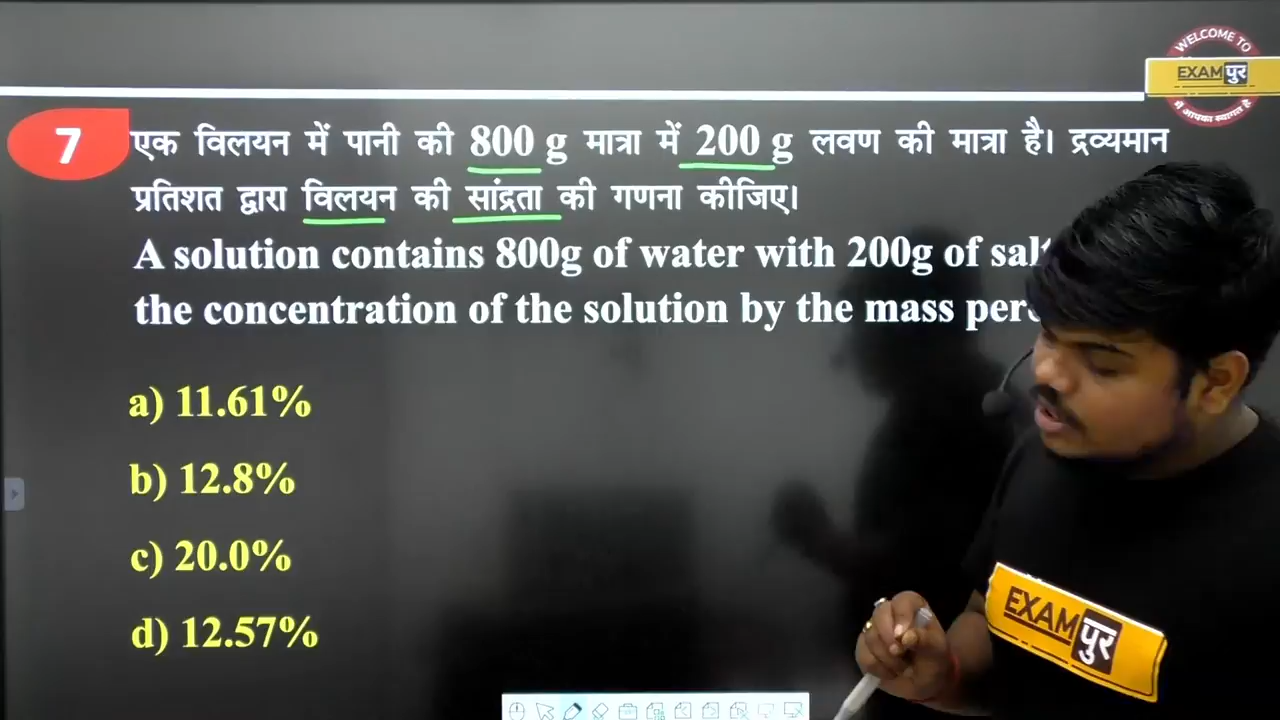 WELCOME TO
EXAMपुर
में आपका स्वागत है
7
एक विलयन में पानी की 800 g मात्रा में 200 g लवण की मात्रा है। द्रव्यमान
प्रतिशत द्वारा विलयन की सांद्रता की गणना कीजिए।
A solution contains 800g of water with 200g of
the concentration of the solution by the mass
a) 11.61%
b) 12.8%
c) 20.0%
d) 12.57%
EXAMपुर